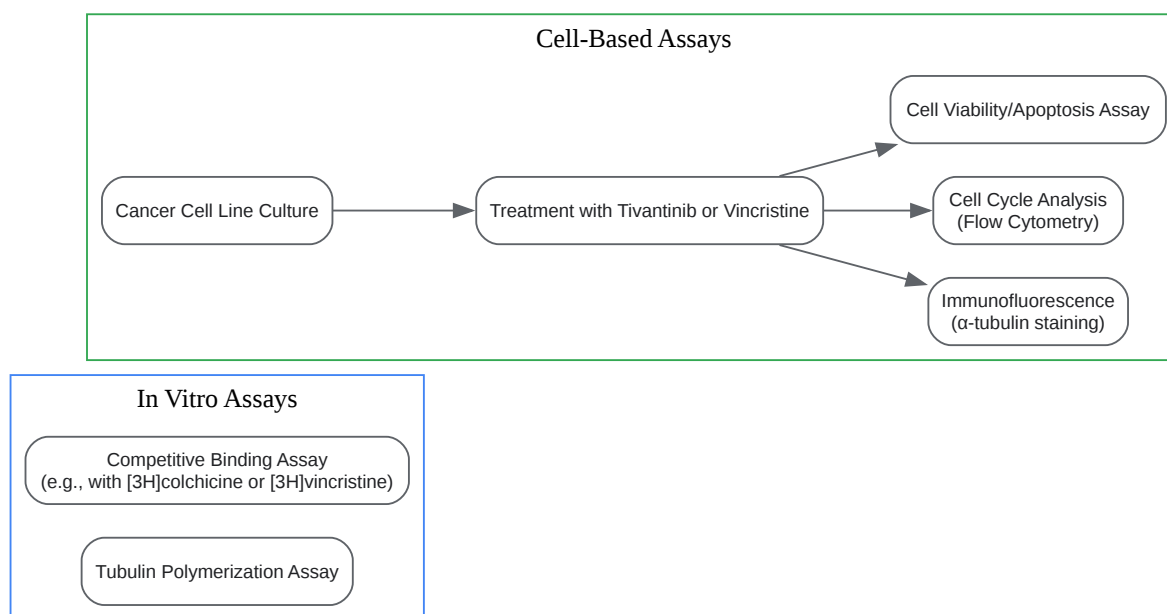 Cell-Based Assays
Cell Viability/Apoptosis Assay
Cancer Cell Line Culture
Treatment with Tivantinib or Vincristine
Cell Cycle Analysis
(Flow Cytometry)
Immunofluorescence
(α-tubulin staining)
In Vitro Assays
Competitive Binding Assay
(e.g., with [3H]colchicine or [3H]vincristine)
Tubulin Polymerization Assay